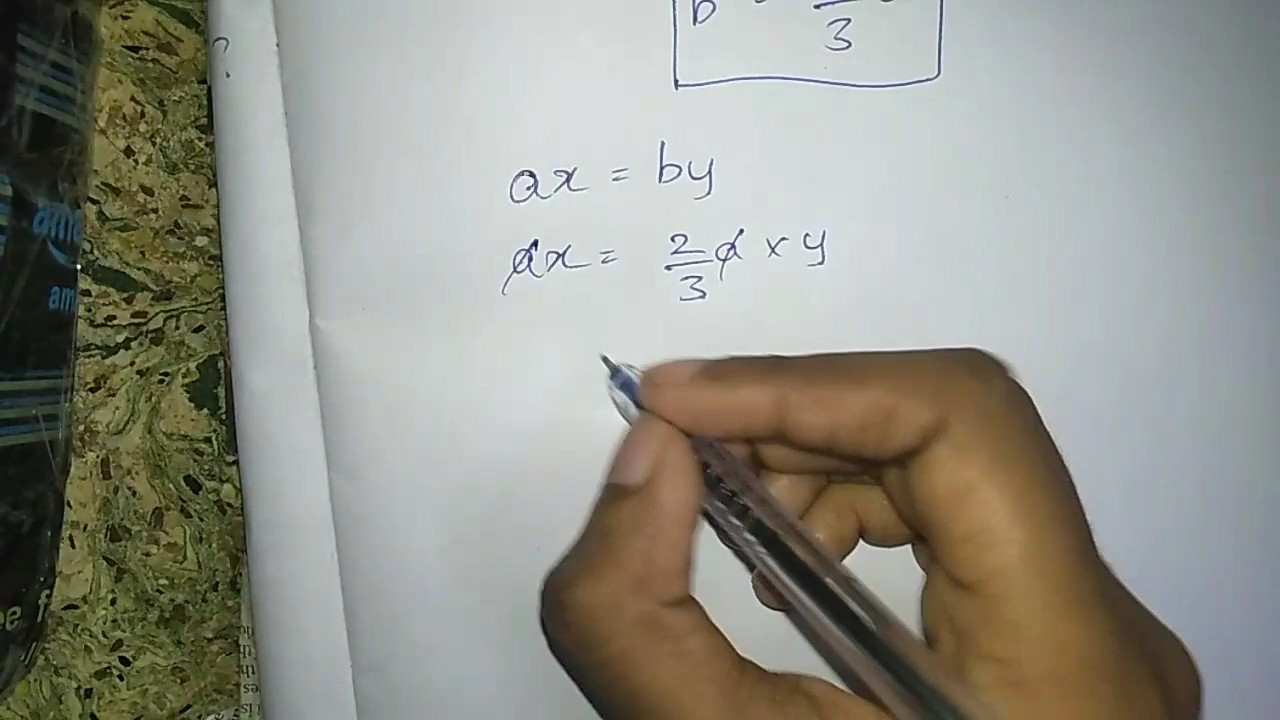 b 3
ax = by
ax = 2/3 a × y